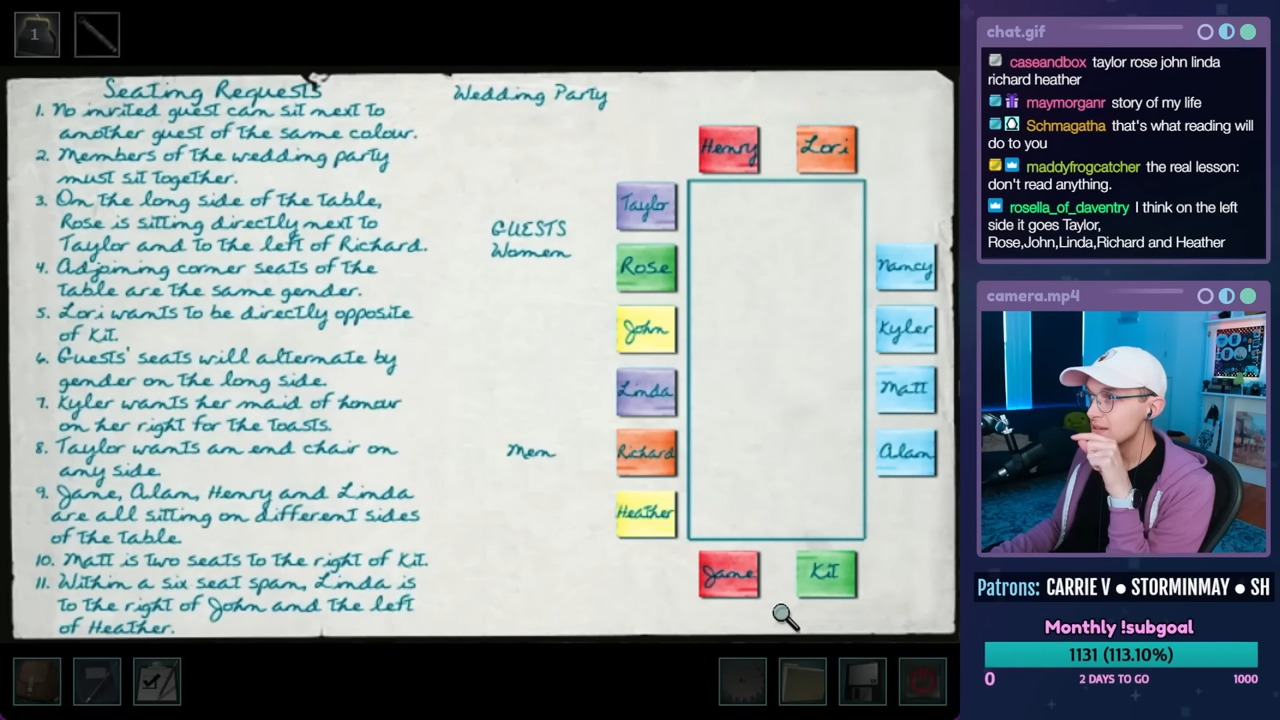 1
Seating Requests
1. No invited guest can sit next to
another guest of the same colour.
2. Members of the wedding party
must sit together.
3. On the long side of the table,
Rose is sitting directly next to
Taylor and to the left of Richard.
4. Adjoining corner seats of the
table are the same gender.
5. Lori wants to be directly opposite
of Kit.
6. Guests' seats will alternate by
gender on the long side.
7. Kyler wants her maid of honour
on her right for the toasts.
8. Taylor wants an end chair on
any side.
9. Jane, Alan, Henry and Linda
are all sitting on different sides
of the table
10. Matt is two seats to the right of Kit.
11. Within a six seat span, Linda is
to the right of John and the left
of Heather.
Wedding Party
GUESTS
Women
Men
Henry
Lori
Taylor
Rose
John
Linda
Richard
Heather
Nancy
Kyler
Matt
Alan
Jane
Kit
chat.gif
caseandbox taylor rose john linda
richard heather
maymorganr story of my life
Schmagatha that's what reading will
do to you
maddyfrogcatcher the real lesson:
don't read anything.
rosella_of_daventry I think on the left
side it goes Taylor,
Rose,John,Linda,Richard and Heather
camera.mp4
Patrons: CARRIE V ● STORMINMAY ● SH
Monthly !subgoal
1131 (113.10%)
0 2 DAYS TO GO 1000